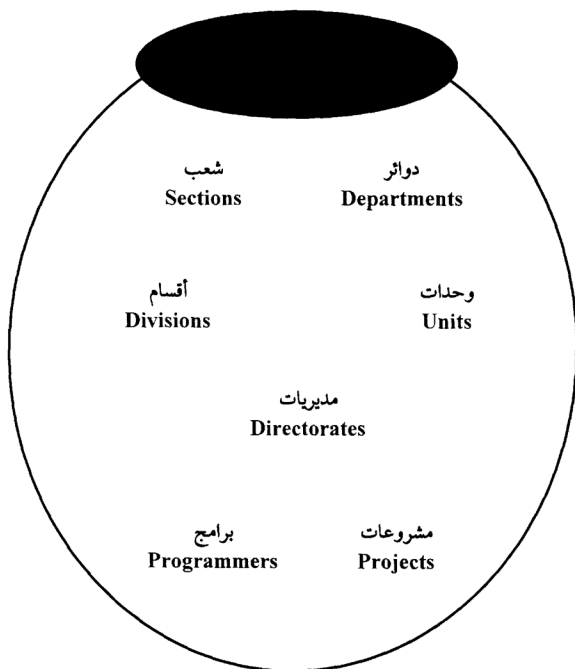 شعب
Sections
دوائر
Departments
أقسام
Divisions
وحدات
Units
مديريات
Directorates
برامج
Programmers
مشروعات
Projects